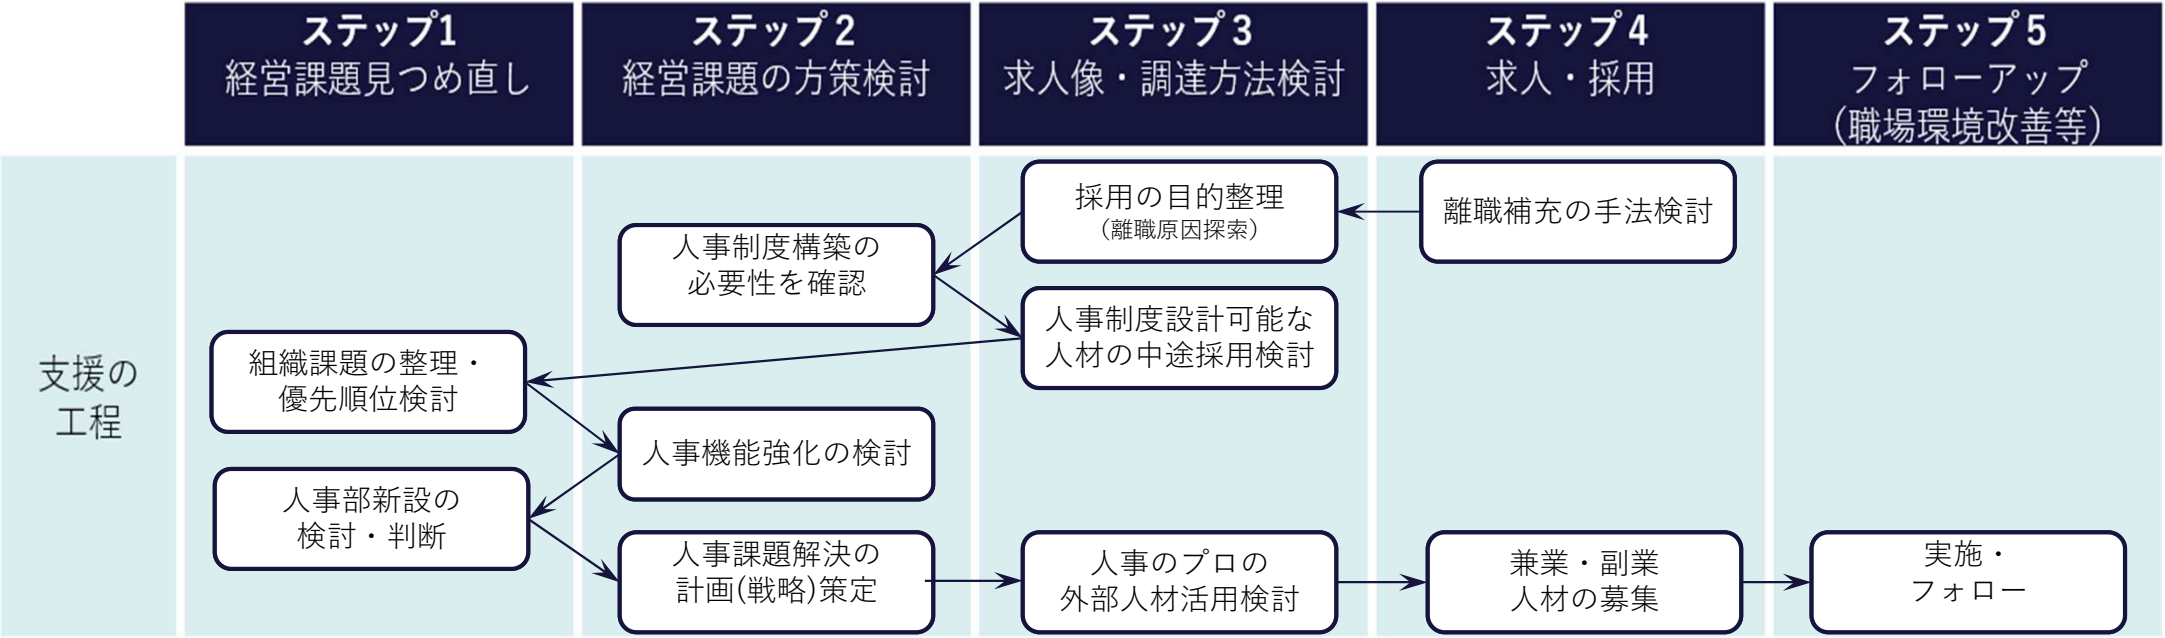 ステップ1
経営課題見つめ直し
ステップ２
経営課題の方策検討
ステップ３
求人像・調達方法検討
ステップ４
求人・採用
ステップ５
フォローアップ
（職場環境改善等）
支援の
工程
離職補充の手法検討
採用の目的整理
（離職原因探索）
人事制度構築の
必要性を確認
人事制度設計可能な
人材の中途採用検討
組織課題の整理・
優先順位検討
人事機能強化の検討
人事部新設の
検討・判断
人事課題解決の
計画(戦略)策定
人事のプロの
外部人材活用検討
兼業・副業
人材の募集
実施・
フォロー